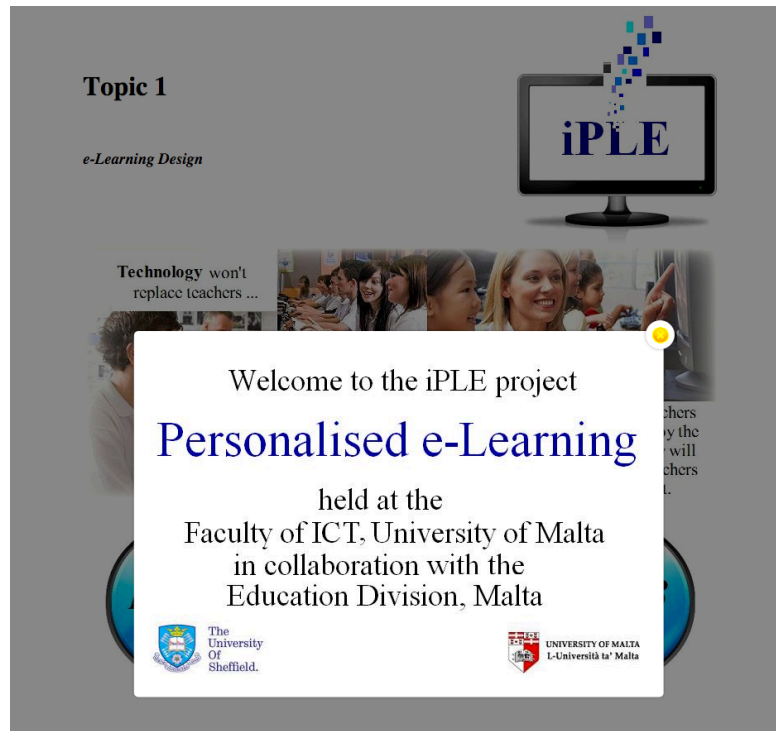 Topic 1
iPLE
e-Learning Design
Technology won't
replace teachers ...
chers
by the
will
chers
t.
Welcome to the iPLE project
Personalised e-Learning
held at the
Faculty of ICT, University of Malta
in collaboration with the
Education Division, Malta
The
University
Of
Sheffield.
UNIVERSITY OF MALTA
L-Università ta' Malta